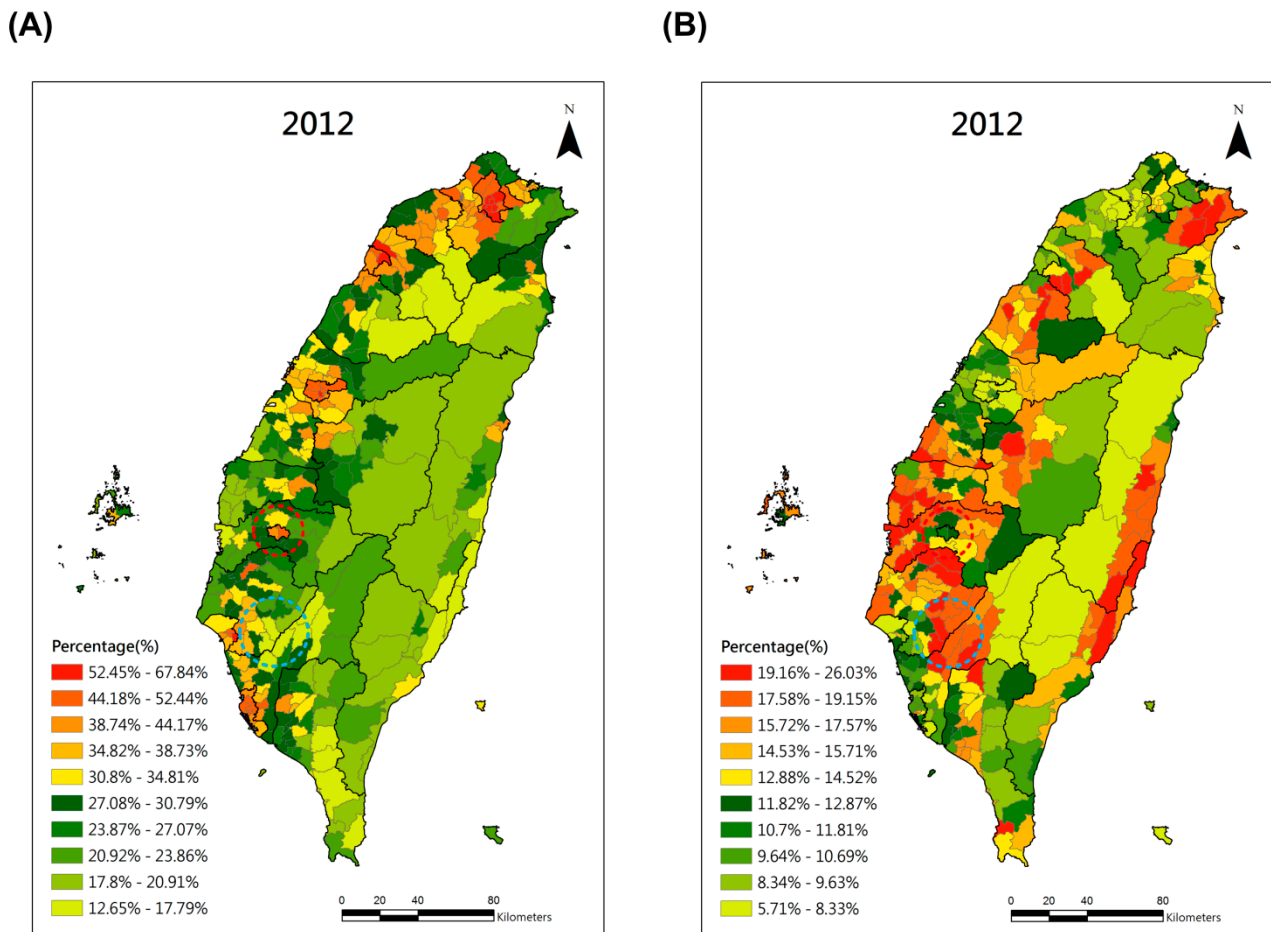 (A)
(B)
2012
N
Percentage(%)
52.45% - 67.84%
44.18% - 52.44%
38.74% - 44.17%
34.82% - 38.73%
30.8% - 34.81%
27.08% - 30.79%
23.87% - 27.07%
20.92% - 23.86%
17.8% - 20.91%
12.65% - 17.79%
0 20 40 80
Kilometers
2012
N
Percentage(%)
19.16% - 26.03%
17.58% - 19.15%
15.72% - 17.57%
14.53% - 15.71%
12.88% - 14.52%
11.82% - 12.87%
10.7% - 11.81%
9.64% - 10.69%
8.34% - 9.63%
5.71% - 8.33%
0 20 40 80
Kilometers